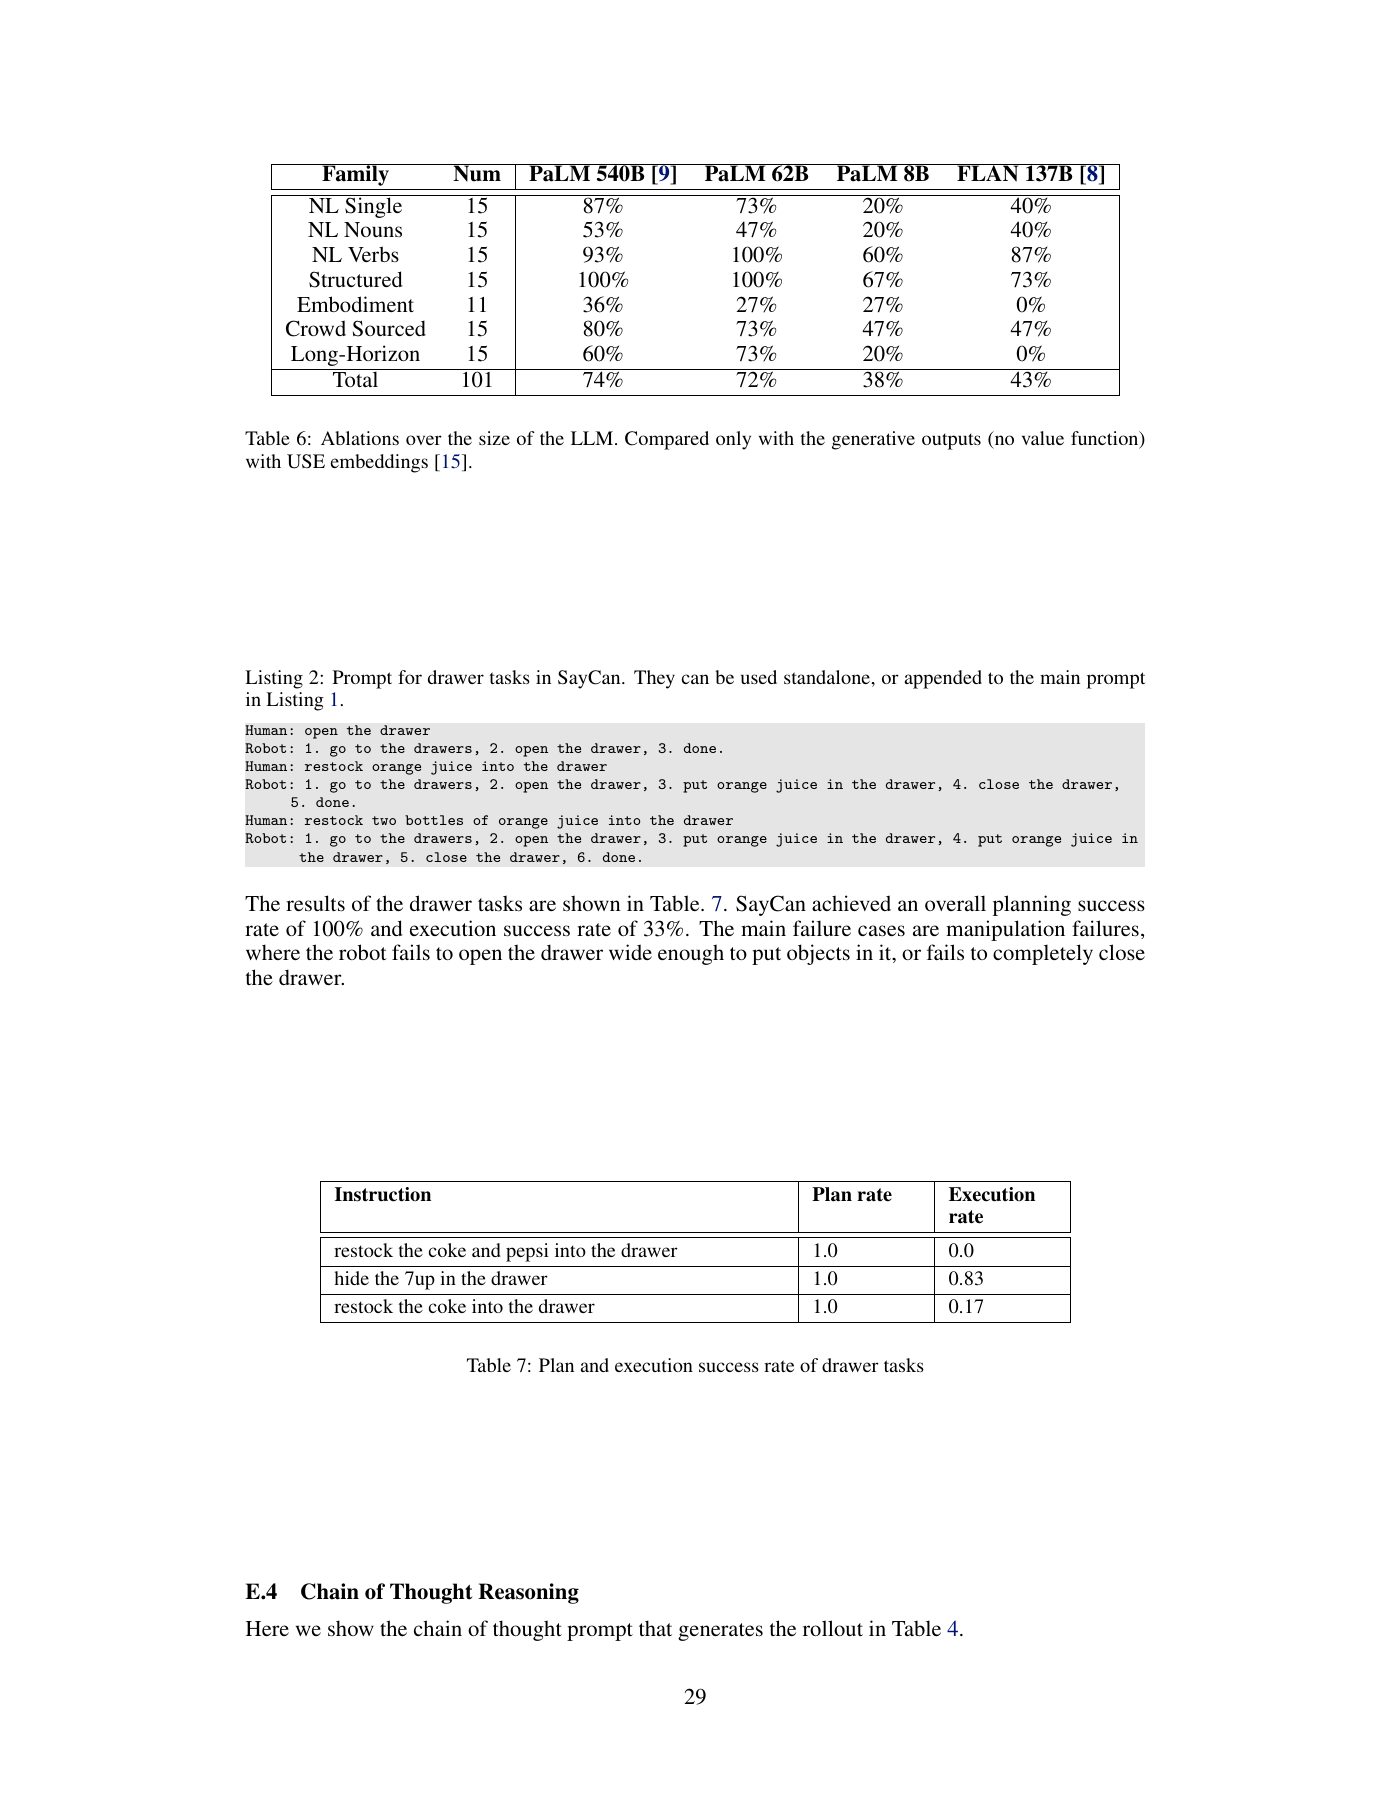 Family Num PaLM 540B [9] PaLM 62B PaLM 8B FLAN 137B [8]
NL Single 15 87% 73% 20% 40%
NL Nouns 15 53% 47% 20% 40%
NL Verbs 15 93% 100% 60% 87%
Structured 15 100% 100% 67% 73%
Embodiment 11 36% 27% 27% 0%
Crowd Sourced 15 80% 73% 47% 47%
Long-Horizon 15 60% 73% 20% 0%
Total 101 74% 72% 38% 43%
Table 6: Ablations over the size of the LLM. Compared only with the generative outputs (no value function)
with USE embeddings [15].
Listing 2: Prompt for drawer tasks in SayCan. They can be used standalone, or appended to the main prompt
in Listing 1.
Human: open the drawer
Robot: 1. go to the drawers, 2. open the drawer, 3. done.
Human: restock orange juice into the drawer
Robot: 1. go to the drawers, 2. open the drawer, 3. put orange juice in the drawer, 4. close the drawer,
5. done.
Human: restock two bottles of orange juice into the drawer
Robot: 1. go to the drawers, 2. open the drawer, 3. put orange juice in the drawer, 4. put orange juice in
the drawer, 5. close the drawer, 6. done.
The results of the drawer tasks are shown in Table. 7. SayCan achieved an overall planning success
rate of 100% and execution success rate of 33%. The main failure cases are manipulation failures,
where the robot fails to open the drawer wide enough to put objects in it, or fails to completely close
the drawer.
Instruction Plan rate Execution
rate
restock the coke and pepsi into the drawer 1.0 0.0
hide the 7up in the drawer 1.0 0.83
restock the coke into the drawer 1.0 0.17
Table 7: Plan and execution success rate of drawer tasks
E.4 Chain of Thought Reasoning
Here we show the chain of thought prompt that generates the rollout in Table 4.
29